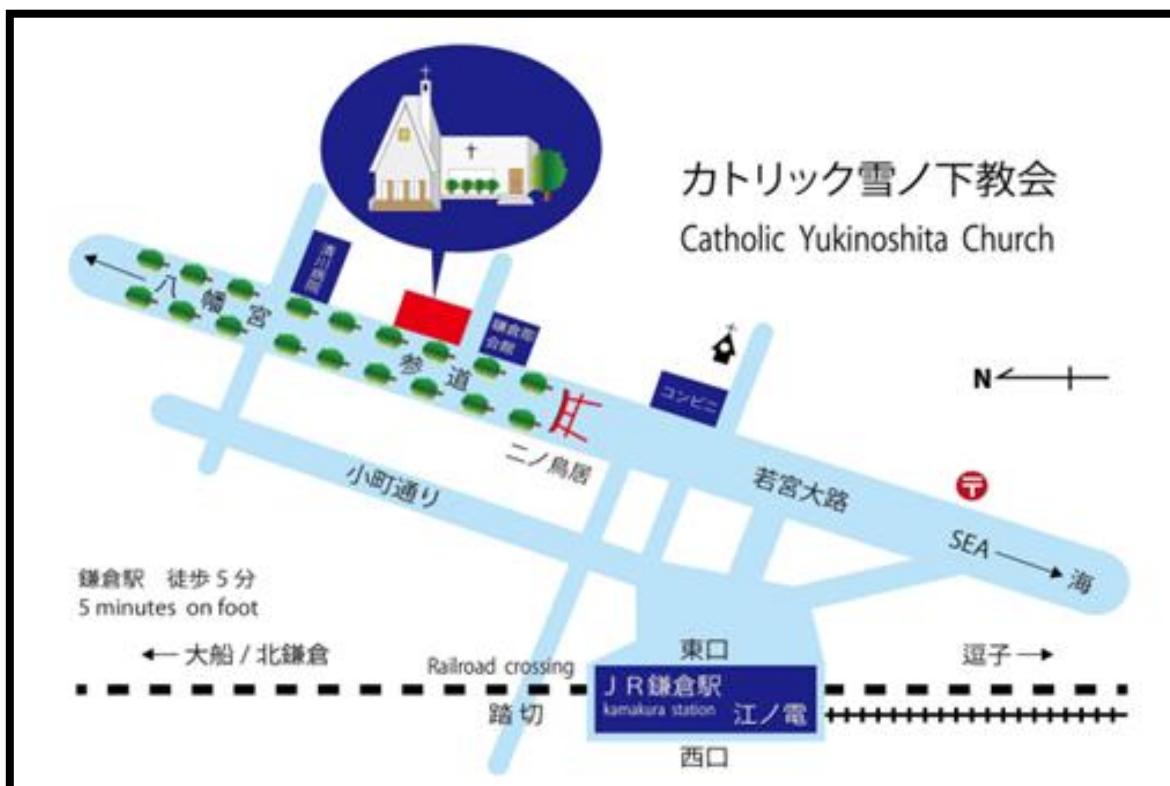 カトリック雪ノ下教会
Catholic Yukinoshita Church
清川病院
八幡宮
参道
鎌倉彫
会館
コンビニ
N
二ノ鳥居
小町通り
若宮大路
〒
SEA
海
鎌倉駅 徒歩5分
5 minutes on foot
大船 / 北鎌倉
東口
逗子
Railroad crossing
踏切
JR鎌倉駅
kamakura station 江ノ電
西口